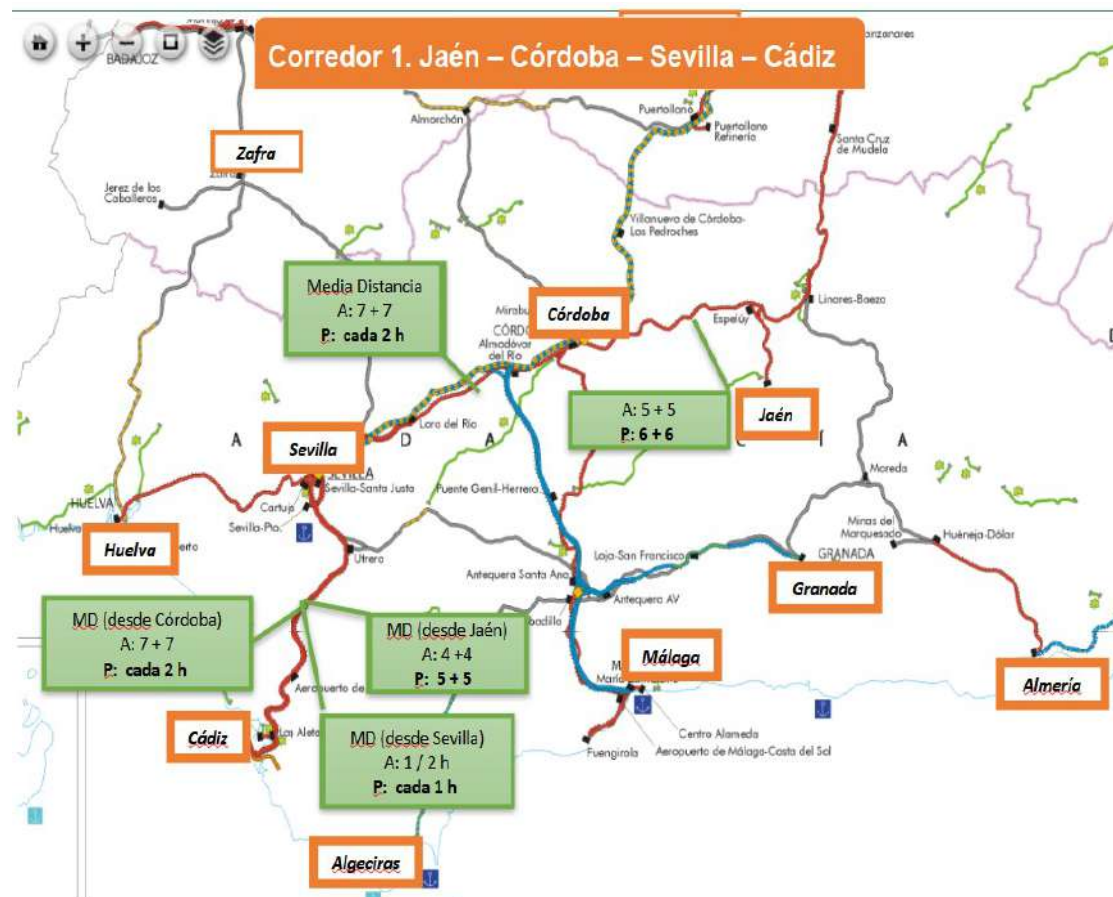 Corredor 1. Jaén – Córdoba – Sevilla – Cádiz
BADAJOZ
Almorchón
Puertollano
Puertollano
Refinería
Santa Cruz
de Mudela
Zafra
Jerez de los
Caballeros
Villanueva de Córdoba-
Los Pedroches
Media Distancia
A: 7 + 7
P: cada 2 h
Córdoba
Almodóvar
del Río
Espelúy
Linares-Baeza
A: 5 + 5
P: 6 + 6
Jaén
Lora del Río
Sevilla
A D A C I A
SEVILLA
Sevilla-Santa Justa
Cartuja
Sevilla-Pto.
Puente Genil-Herrera
Moreda
HUELVA
Huelva
Huelva
Utrera
Minas del
Marquesado
Huéneja-Dólar
Loja-San Francisco
GRANADA
Granada
Antequera Santa Ana
Antequera AV
MD (desde Córdoba)
A: 7 + 7
P: cada 2 h
MD (desde Jaén)
A: 4 +4
P: 5 + 5
Málaga
Almería
Cádiz
MD (desde Sevilla)
A: 1 / 2 h
P: cada 1 h
Centro Alameda
Aeropuerto de Málaga-Costa del Sol
Fuengirola
Algeciras